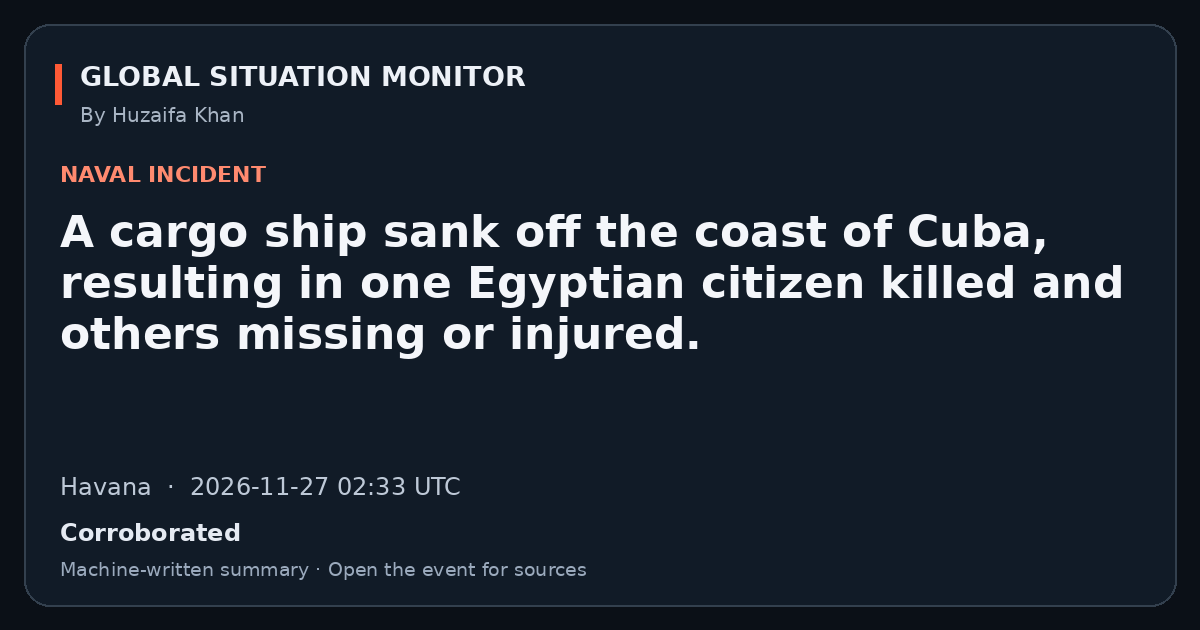 GLOBAL SITUATION MONITOR
By Huzaifa Khan
NAVAL INCIDENT
A cargo ship sank off the coast of Cuba,
resulting in one Egyptian citizen killed and
others missing or injured.
Havana · 2026-11-27 02:33 UTC
Corroborated
Machine-written summary · Open the event for sources